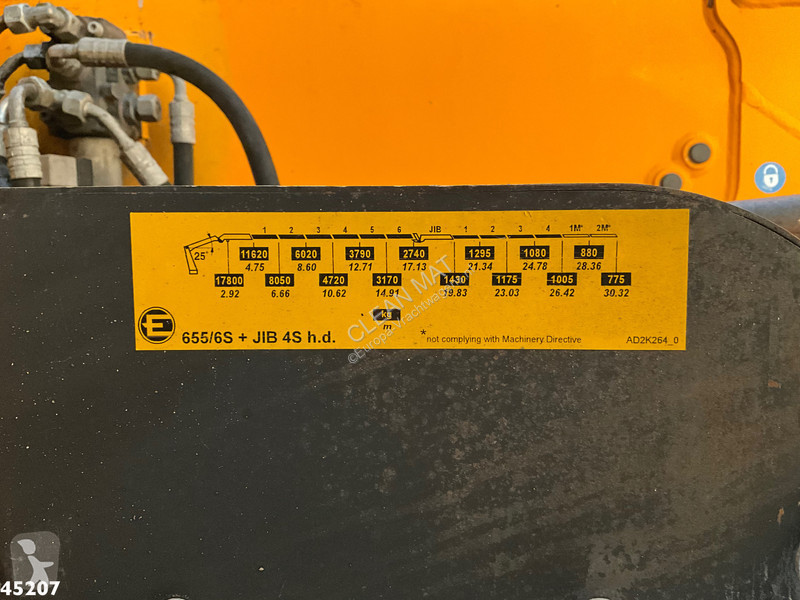 1 2 3 4 5 6 JIB 1 2 3 4 1M* 2M*
25°
11620 6020 3790 2740 1295 1080 880
4.75 8.60 12.71 17.13 21.34 24.78 28.36
17800 8050 4720 3170 1430 1175 1005 775
2.92 6.66 10.62 14.91 19.83 23.03 26.42 30.32
kg
m
E
655/6S + JIB 4S h.d.
*not complying with Machinery Directive
AD2K264_0
CLEAN MAT
45207